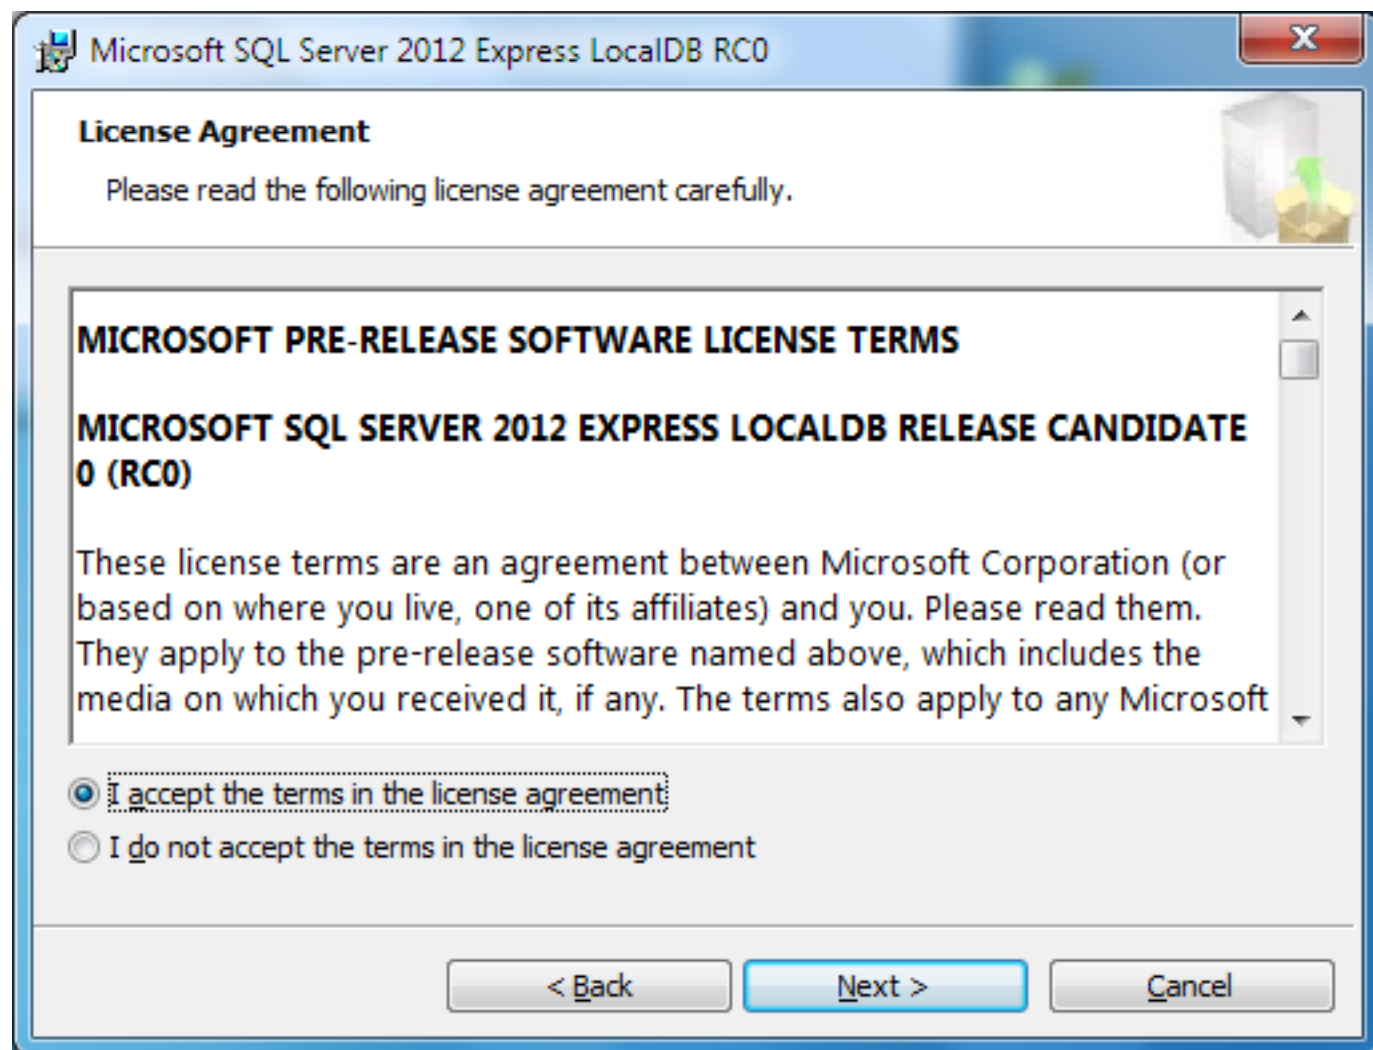 Microsoft SQL Server 2012 Express LocalDB RC0
License Agreement
Please read the following license agreement carefully.
MICROSOFT PRE-RELEASE SOFTWARE LICENSE TERMS
MICROSOFT SQL SERVER 2012 EXPRESS LOCALDB RELEASE CANDIDATE
0 (RC0)
These license terms are an agreement between Microsoft Corporation (or
based on where you live, one of its affiliates) and you. Please read them.
They apply to the pre-release software named above, which includes the
media on which you received it, if any. The terms also apply to any Microsoft
I accept the terms in the license agreement
I do not accept the terms in the license agreement
< Back Next > Cancel